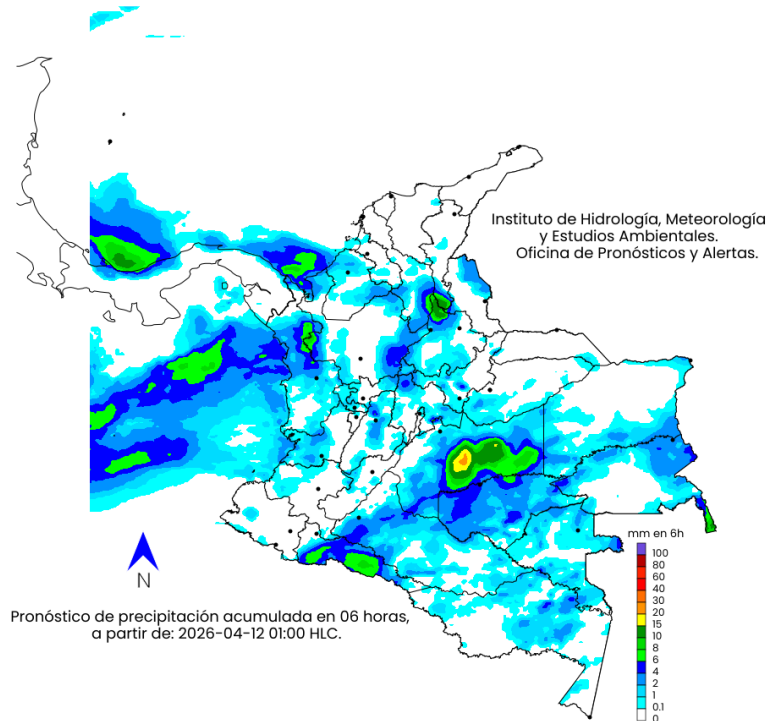 Instituto de Hidrología, Meteorología
y Estudios Ambientales.
Oficina de Pronósticos y Alertas.
N
Pronóstico de precipitación acumulada en 06 horas,
a partir de: 2026-04-12 01:00 HLC.
mm en 6h
100
80
60
40
30
20
15
10
8
6
4
2
1
0.1
0